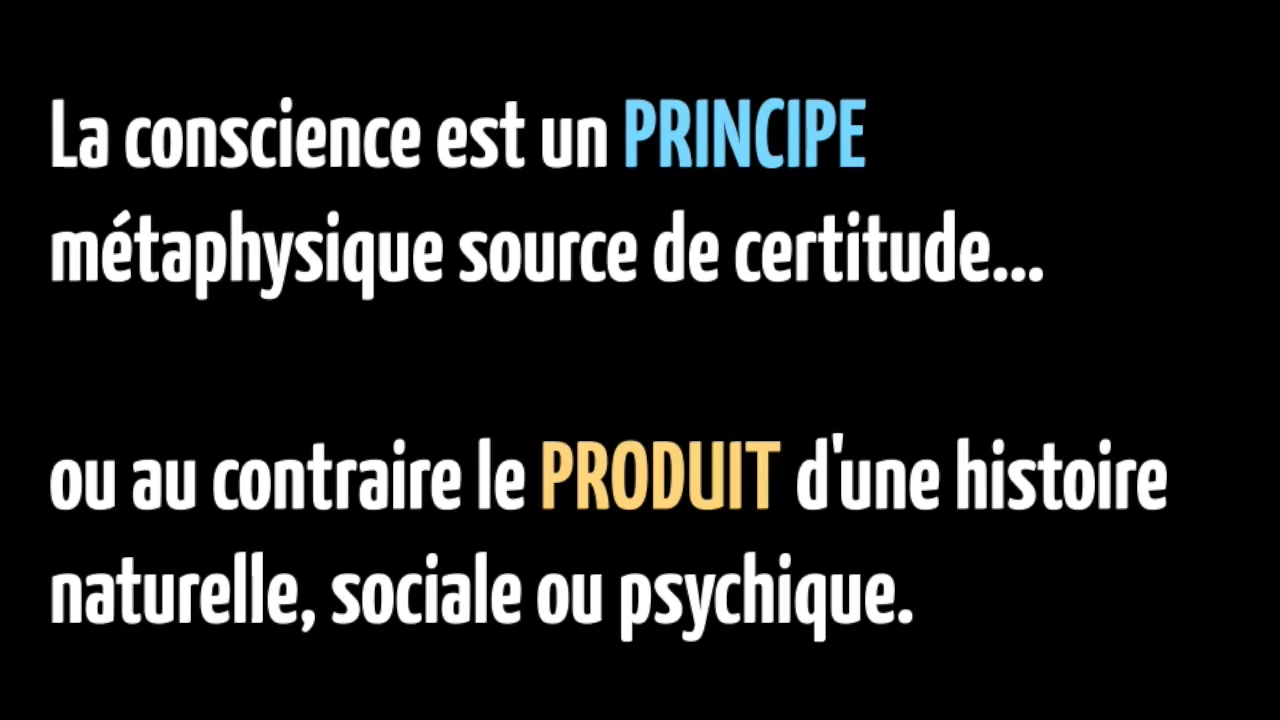 La conscience est un PRINCIPE
métaphysique source de certitude...
ou au contraire le PRODUIT d'une histoire
naturelle, sociale ou psychique.